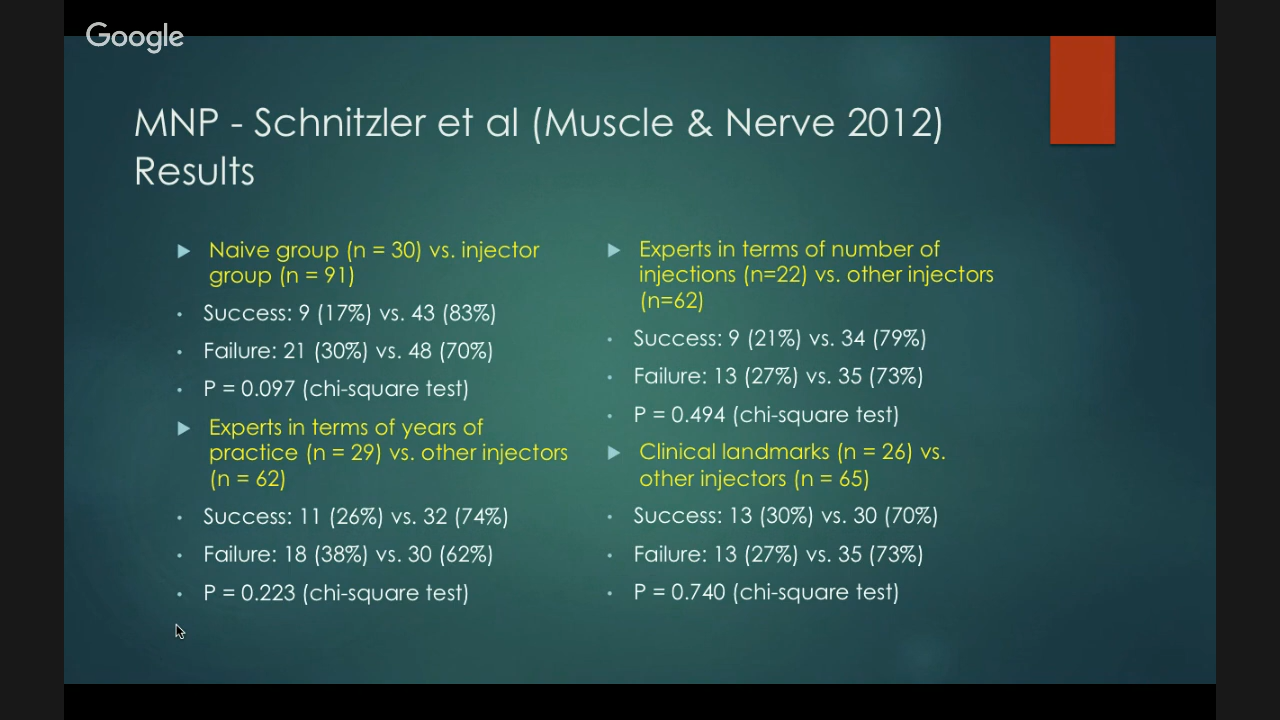 Google
MNP - Schnitzler et al (Muscle & Nerve 2012)
Results
Naive group (n = 30) vs. injector
group (n = 91)
Success: 9 (17%) vs. 43 (83%)
Failure: 21 (30%) vs. 48 (70%)
P = 0.097 (chi-square test)
Experts in terms of years of
practice (n = 29) vs. other injectors
(n = 62)
Success: 11 (26%) vs. 32 (74%)
Failure: 18 (38%) vs. 30 (62%)
P = 0.223 (chi-square test)
Experts in terms of number of
injections (n=22) vs. other injectors
(n=62)
Success: 9 (21%) vs. 34 (79%)
Failure: 13 (27%) vs. 35 (73%)
P = 0.494 (chi-square test)
Clinical landmarks (n = 26) vs.
other injectors (n = 65)
Success: 13 (30%) vs. 30 (70%)
Failure: 13 (27%) vs. 35 (73%)
P = 0.740 (chi-square test)